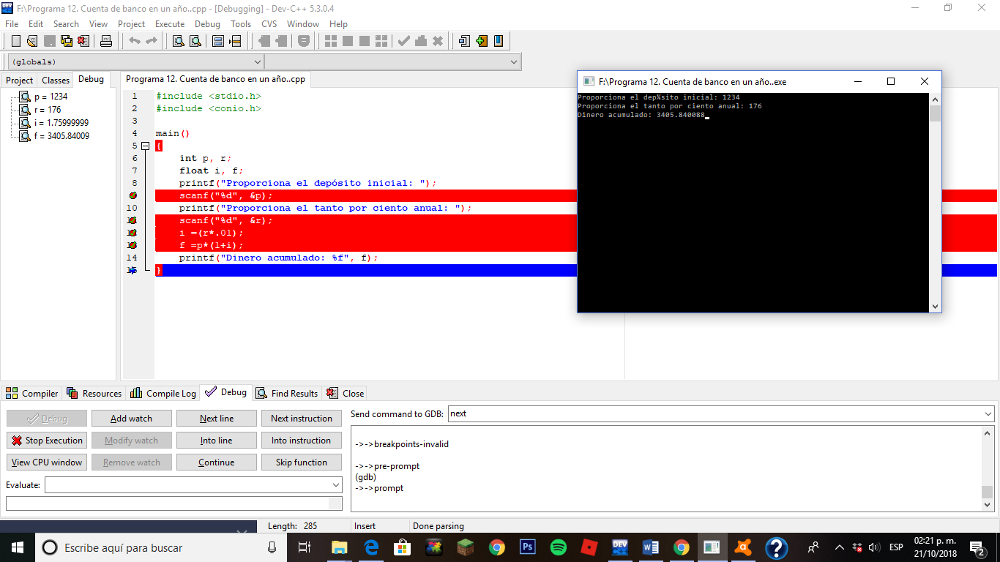 F:\Programa 12. Cuenta de banco en un año..cpp - [Debugging] - Dev-C++ 5.3.0.4
File Edit Search View Project Execute Debug Tools CVS Window Help
(globals)
Project Classes Debug
p = 1234
r = 176
i = 1.75999999
f = 3405.84009
Programa 12. Cuenta de banco en un año..cpp
1 #include <stdio.h>
2 #include <conio.h>
3
4 main()
5 {
6 int p, r;
7 float i, f;
8 printf("Proporciona el depósito inicial: ");
scanf("%d", &p);
10 printf("Proporciona el tanto por ciento anual: ");
scanf("%d", &r);
i =(r*.01);
f =p*(1+i);
14 printf("Dinero acumulado: %f", f);
}
F:\Programa 12. Cuenta de banco en un año..exe
Proporciona el dep¾sito inicial: 1234
Proporciona el tanto por ciento anual: 176
Dinero acumulado: 3405.840088
Compiler Resources Compile Log Debug Find Results Close
Debug Add watch Next line Next instruction
Stop Execution Modify watch Into line Into instruction
View CPU window Remove watch Continue Skip function
Evaluate:
Send command to GDB: next
->->breakpoints-invalid
->->pre-prompt
(gdb)
->->prompt
Length: 285 Insert Done parsing
Escribe aquí para buscar
DEV C++
Ps
W
?
ESP
02:21 p. m.
21/10/2018
2